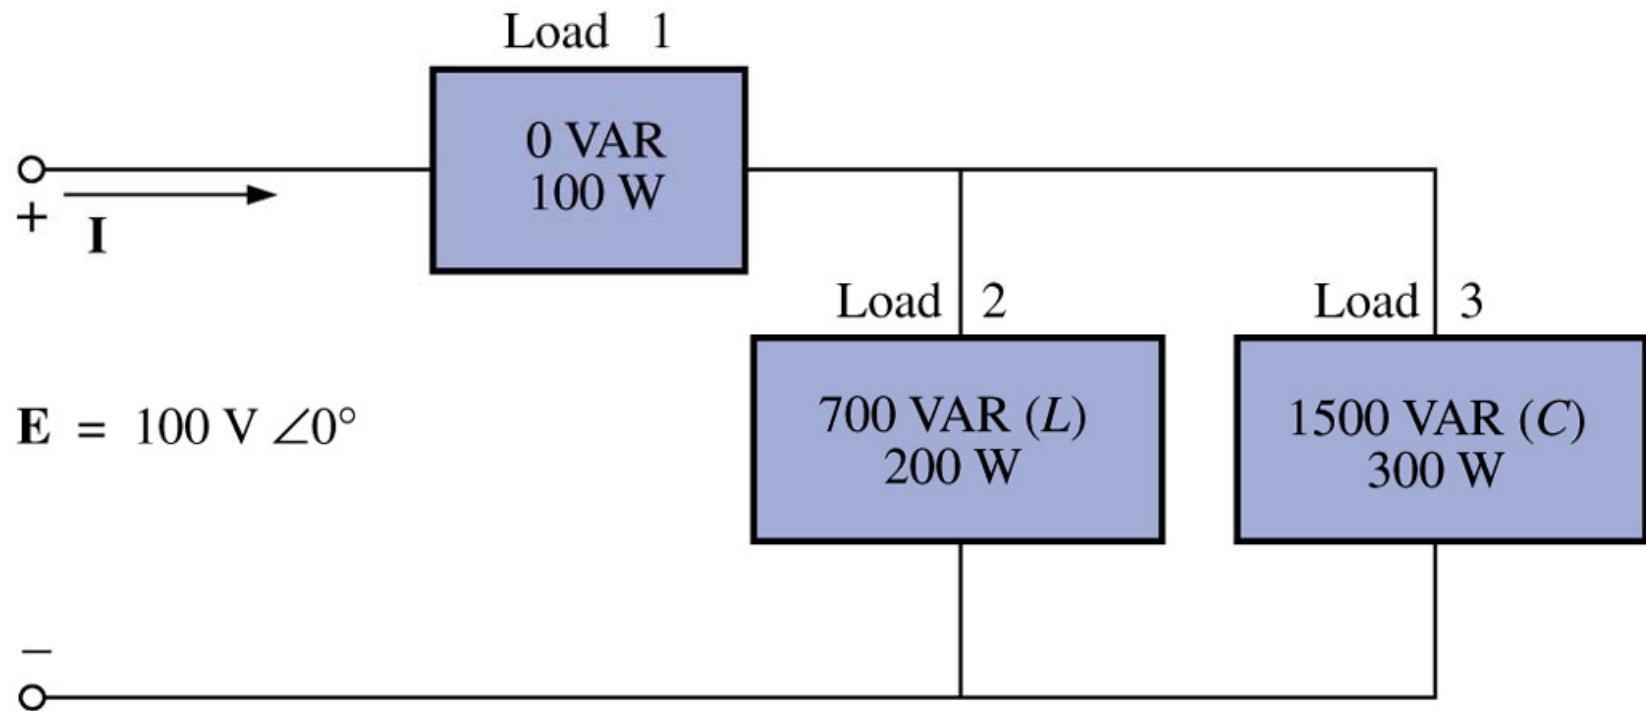 Load 1
0 VAR
100 W
+
I
Load 2
Load 3
E = 100 V ∠0°
700 VAR (L)
200 W
1500 VAR (C)
300 W
−